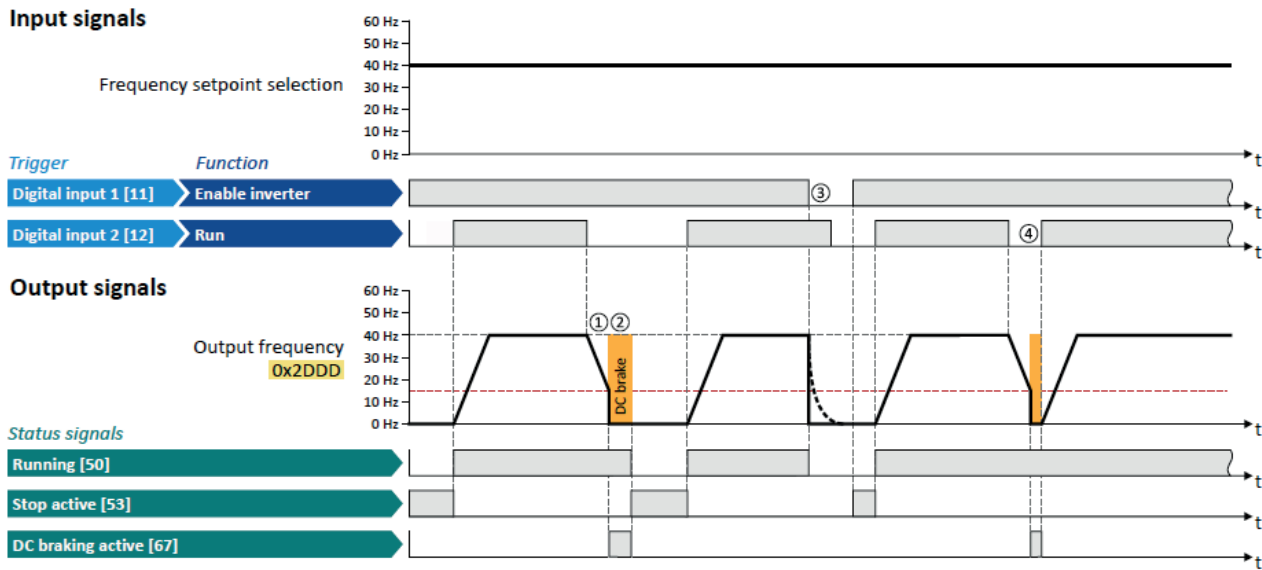 Input signals
60 Hz
50 Hz
40 Hz
30 Hz
20 Hz
10 Hz
0 Hz
Frequency setpoint selection
t
Trigger
Function
Digital input 1 [11]
Enable inverter
③
t
Digital input 2 [12]
Run
④
t
Output signals
60 Hz
50 Hz
40 Hz
30 Hz
20 Hz
10 Hz
0 Hz
① ②
Output frequency
0x2DDD
DC brake
t
Status signals
Running [50]
t
Stop active [53]
t
DC braking active [67]
t